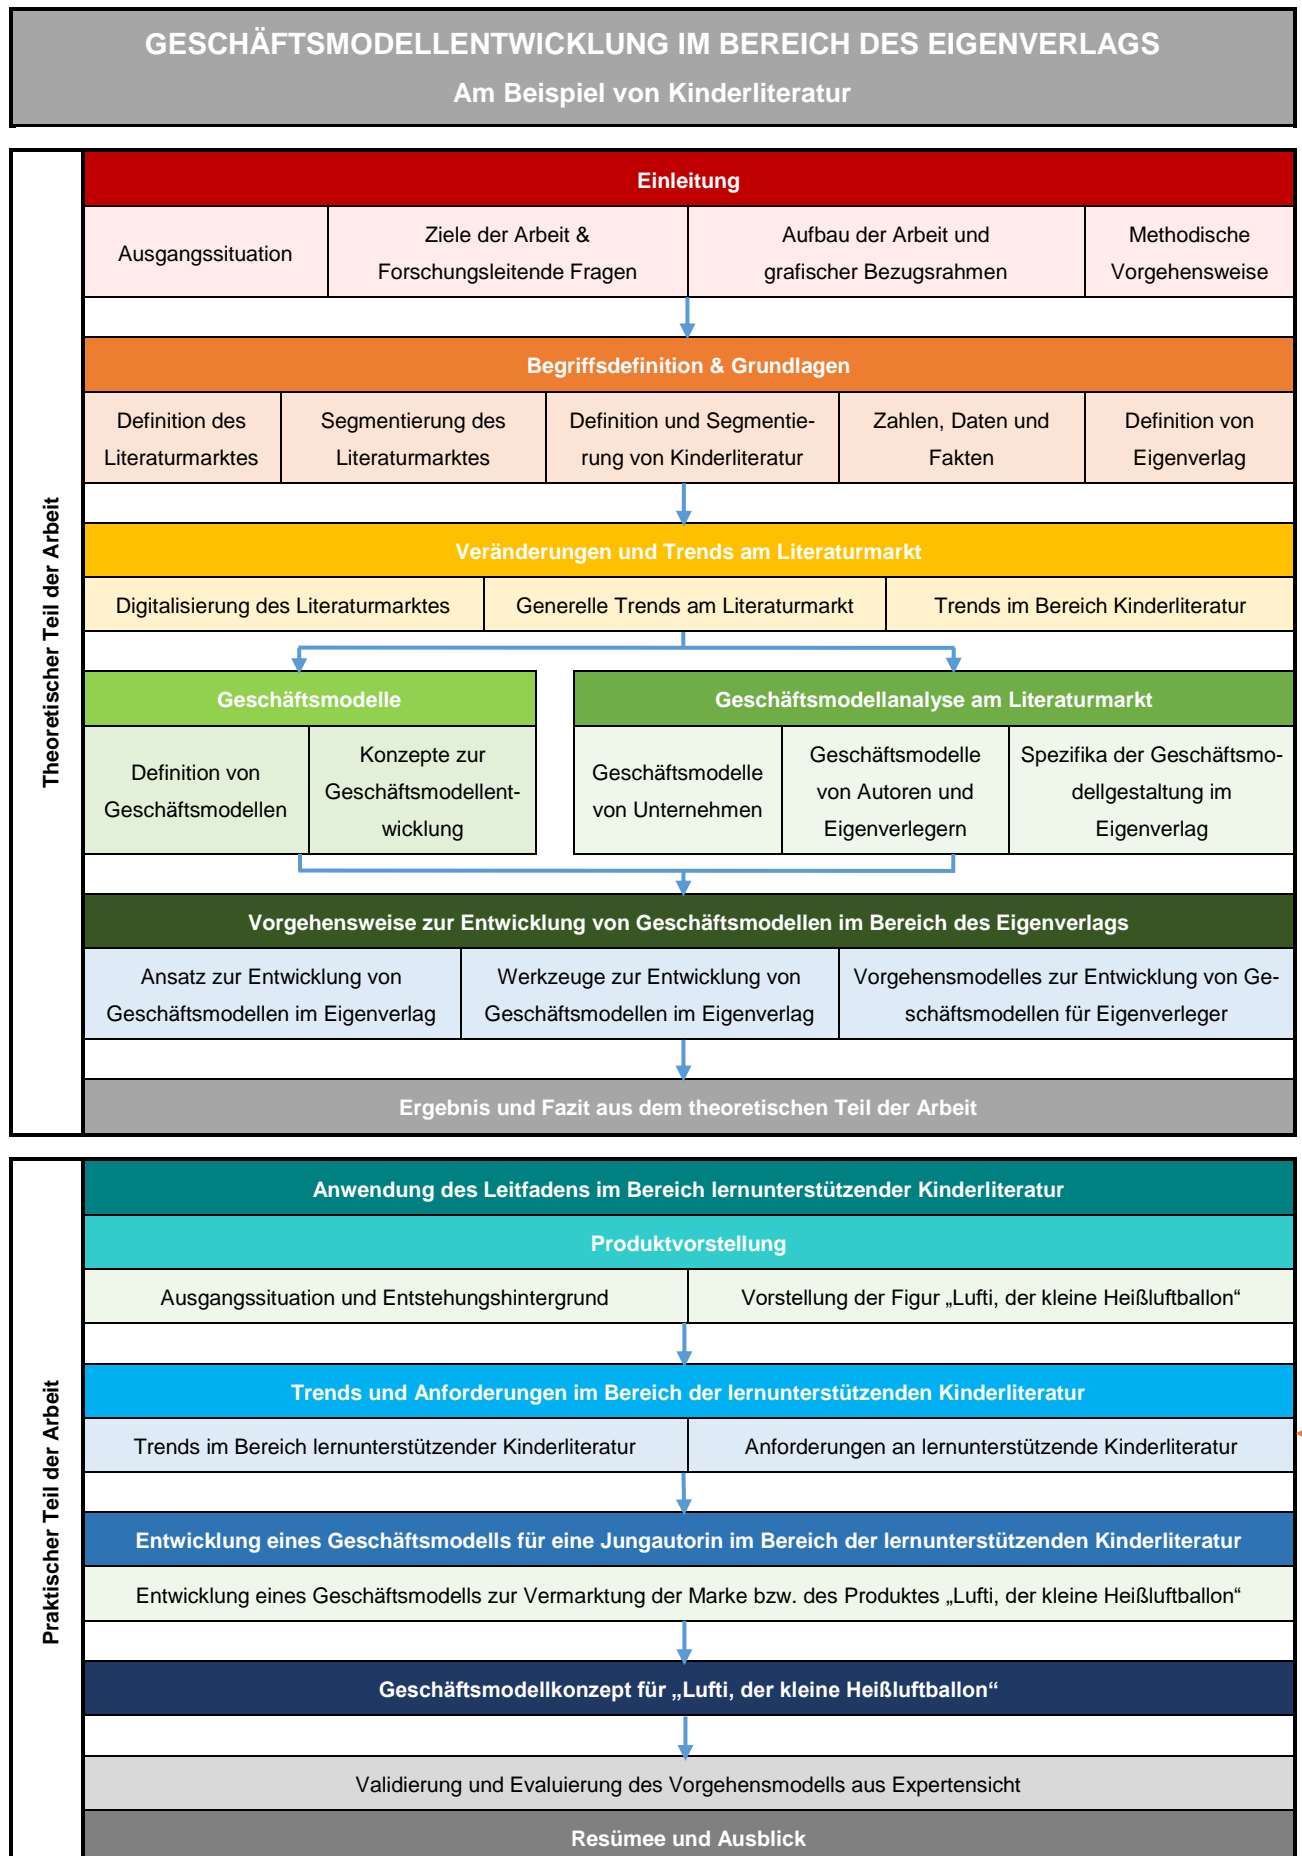 GESCHÄFTSMODELLENTWICKLUNG IM BEREICH DES EIGENVERLAGS
Am Beispiel von Kinderliteratur
Theoretischer Teil der Arbeit
Einleitung
Ausgangssituation
Ziele der Arbeit &
Forschungsleitende Fragen
Aufbau der Arbeit und
grafischer Bezugsrahmen
Methodische
Vorgehensweise
Begriffsdefinition & Grundlagen
Definition des
Literaturmarktes
Segmentierung des
Literaturmarktes
Definition und Segmentie-
rung von Kinderliteratur
Zahlen, Daten und
Fakten
Definition von
Eigenverlag
Veränderungen und Trends am Literaturmarkt
Digitalisierung des Literaturmarktes
Generelle Trends am Literaturmarkt
Trends im Bereich Kinderliteratur
Geschäftsmodelle
Definition von
Geschäftsmodellen
Konzepte zur
Geschäftsmodellent-
wicklung
Geschäftsmodellanalyse am Literaturmarkt
Geschäftsmodelle
von Unternehmen
Geschäftsmodelle
von Autoren und
Eigenverlegern
Spezifika der Geschäftsmo-
dellgestaltung im
Eigenverlag
Vorgehensweise zur Entwicklung von Geschäftsmodellen im Bereich des Eigenverlags
Ansatz zur Entwicklung von
Geschäftsmodellen im Eigenverlag
Werkzeuge zur Entwicklung von
Geschäftsmodellen im Eigenverlag
Vorgehensmodelles zur Entwicklung von Ge-
schäftsmodellen für Eigenverleger
Ergebnis und Fazit aus dem theoretischen Teil der Arbeit
Praktischer Teil der Arbeit
Anwendung des Leitfadens im Bereich lernunterstützender Kinderliteratur
Produktvorstellung
Ausgangssituation und Entstehungshintergrund
Vorstellung der Figur „Lufti, der kleine Heißluftballon“
Trends und Anforderungen im Bereich der lernunterstützenden Kinderliteratur
Trends im Bereich lernunterstützender Kinderliteratur
Anforderungen an lernunterstützende Kinderliteratur
Entwicklung eines Geschäftsmodells für eine Jungautorin im Bereich der lernunterstützenden Kinderliteratur
Entwicklung eines Geschäftsmodells zur Vermarktung der Marke bzw. des Produktes „Lufti, der kleine Heißluftballon“
Geschäftsmodellkonzept für „Lufti, der kleine Heißluftballon“
Validierung und Evaluierung des Vorgehensmodells aus Expertensicht
Resümee und Ausblick